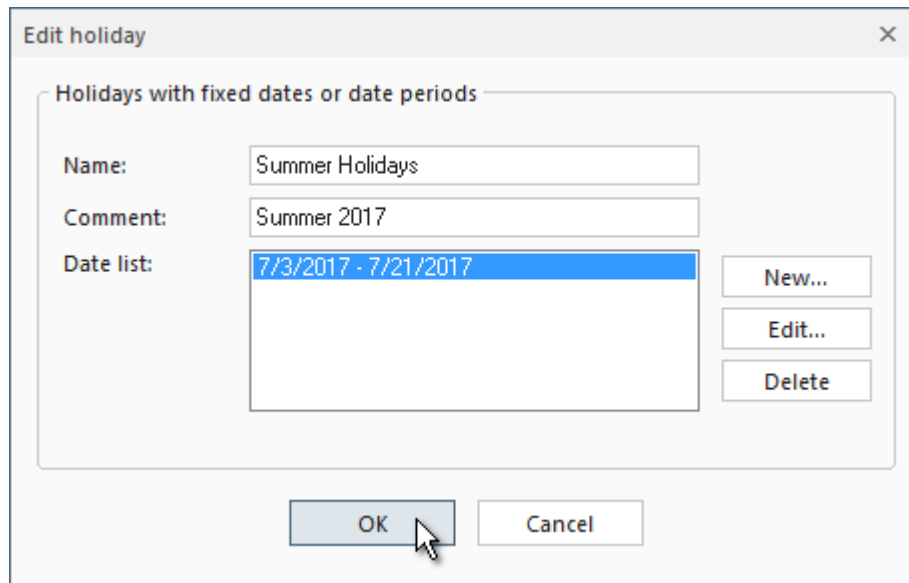 Edit holiday
Holidays with fixed dates or date periods
Name: Summer Holidays
Comment: Summer 2017
Date list: 7/3/2017 - 7/21/2017
New...
Edit...
Delete
OK Cancel